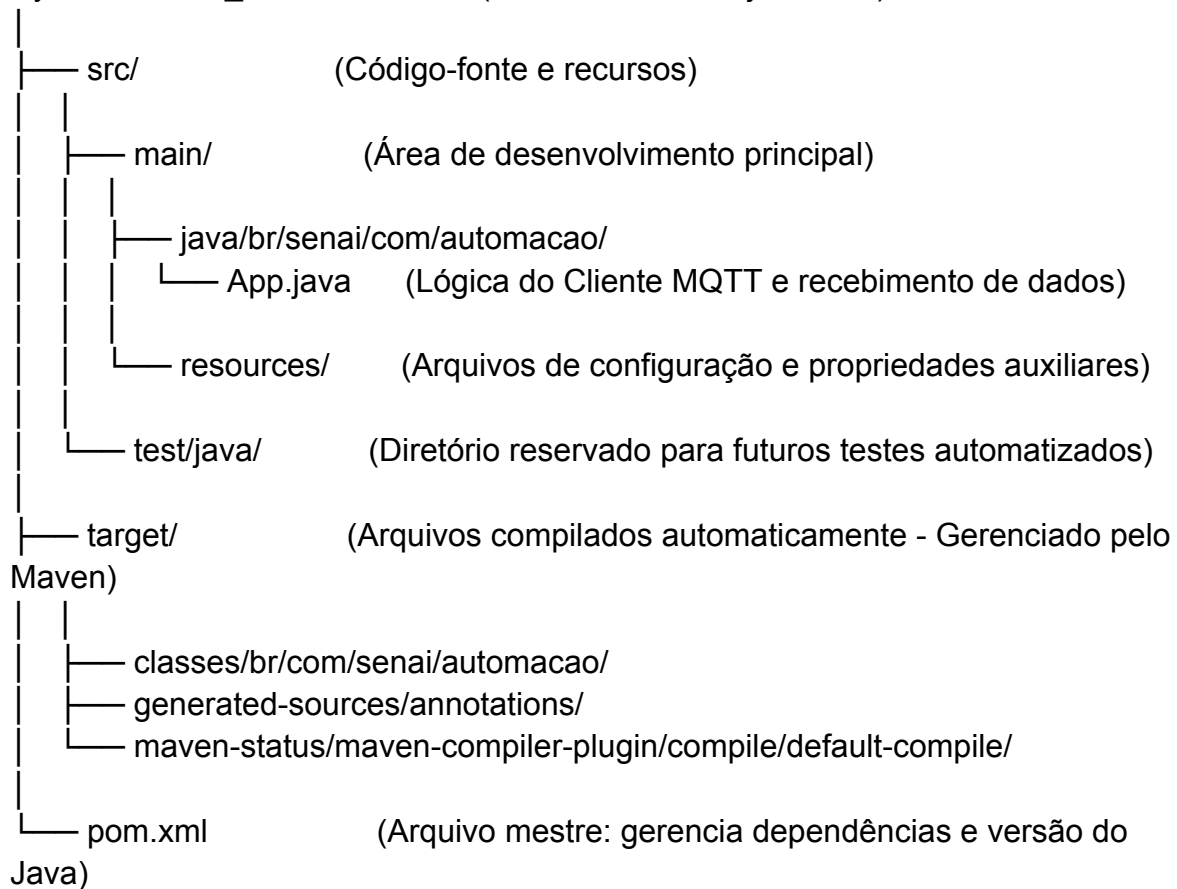 ├── src/ (Código-fonte e recursos)
│ ├── main/ (Área de desenvolvimento principal)
│ │ ├── java/br/senai/com/automacao/
│ │ │ └── App.java (Lógica do Cliente MQTT e recebimento de dados)
│ │ └── resources/ (Arquivos de configuração e propriedades auxiliares)
│ └── test/java/ (Diretório reservado para futuros testes automatizados)
├── target/ (Arquivos compilados automaticamente - Gerenciado pelo
Maven)
│ ├── classes/br/com/senai/automacao/
│ ├── generated-sources/annotations/
│ └── maven-status/maven-compiler-plugin/compile/default-compile/
└── pom.xml (Arquivo mestre: gerencia dependências e versão do
Java)